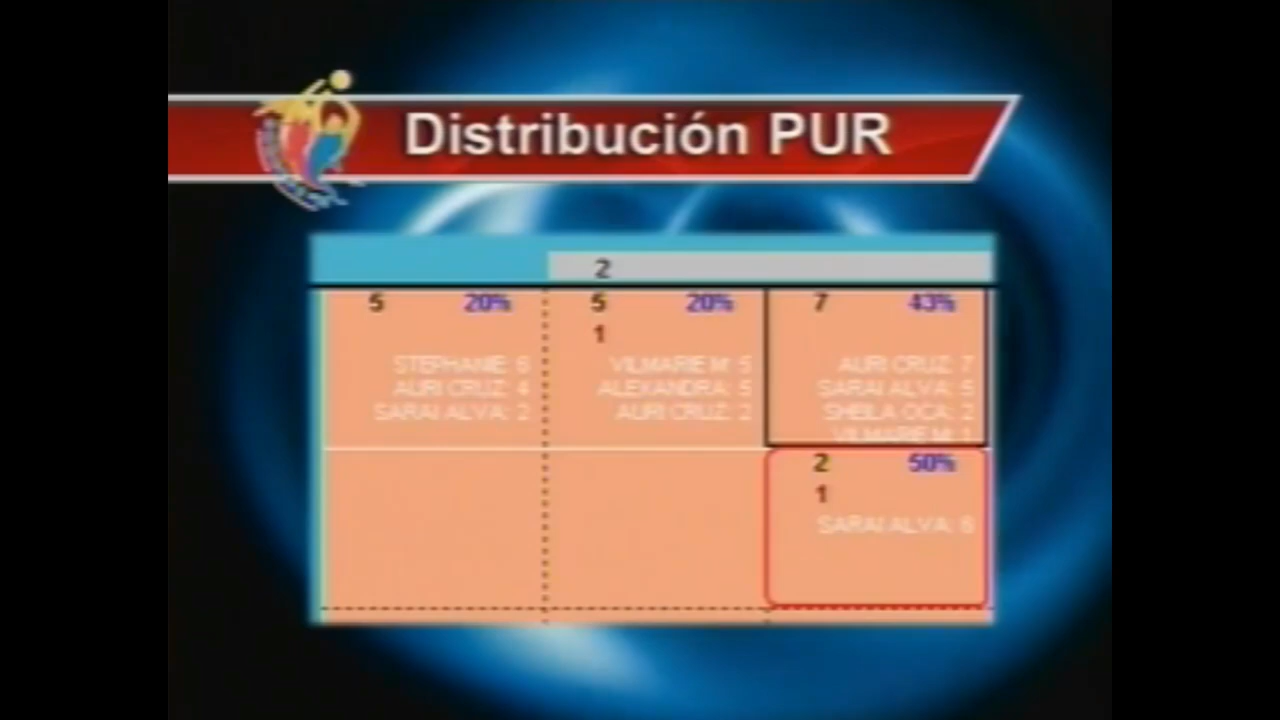 Distribución PUR
2
5 20%
STEPHANIE: 6
AURI CRUZ: 4
SARAI ALVA: 2
5 20%
1
VILMARIE M: 5
ALEXANDRA: 5
AURI CRUZ: 2
7 43%
AURI CRUZ: 7
SARAI ALVA: 5
SHEILA OCA: 2
VILMARIE M: 1
2 50%
1
SARAI ALVA: 6